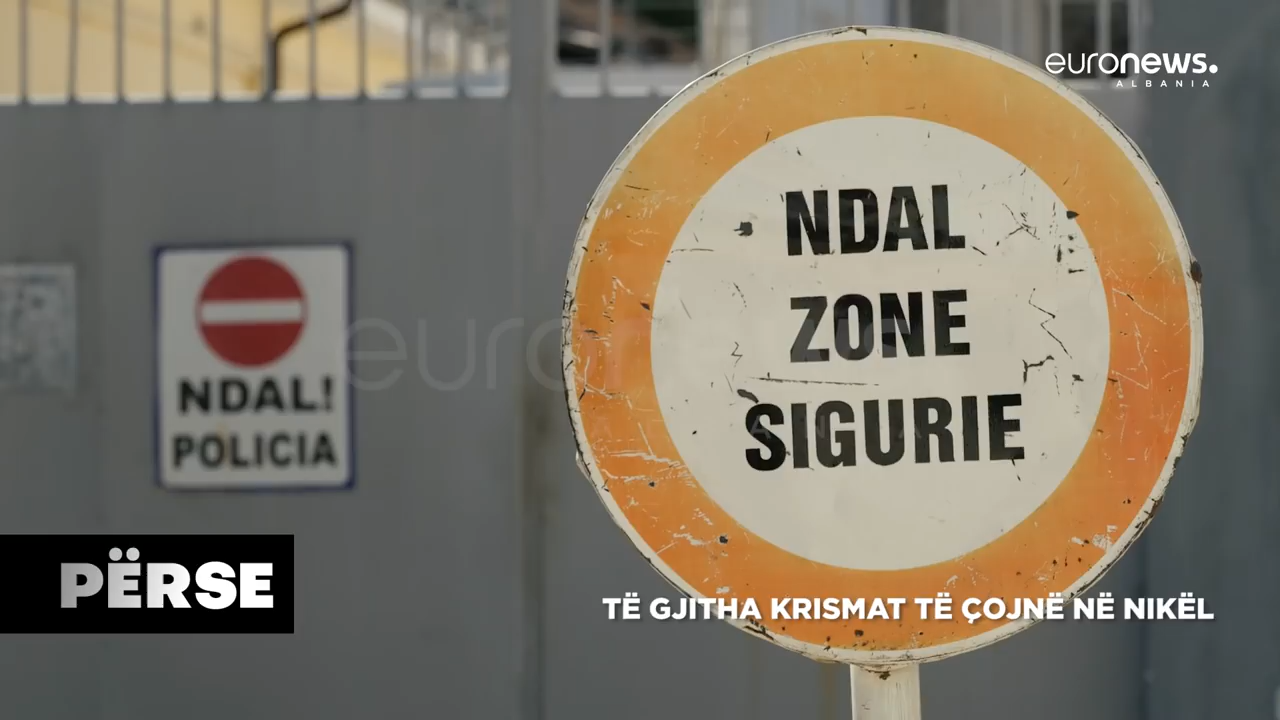 euronews.
ALBANIA
NDAL
ZONE
SIGURIE
NDAL!
POLICIA
PËRSE
TË GJITHA KRISMAT TË ÇOJNË NË NIKËL